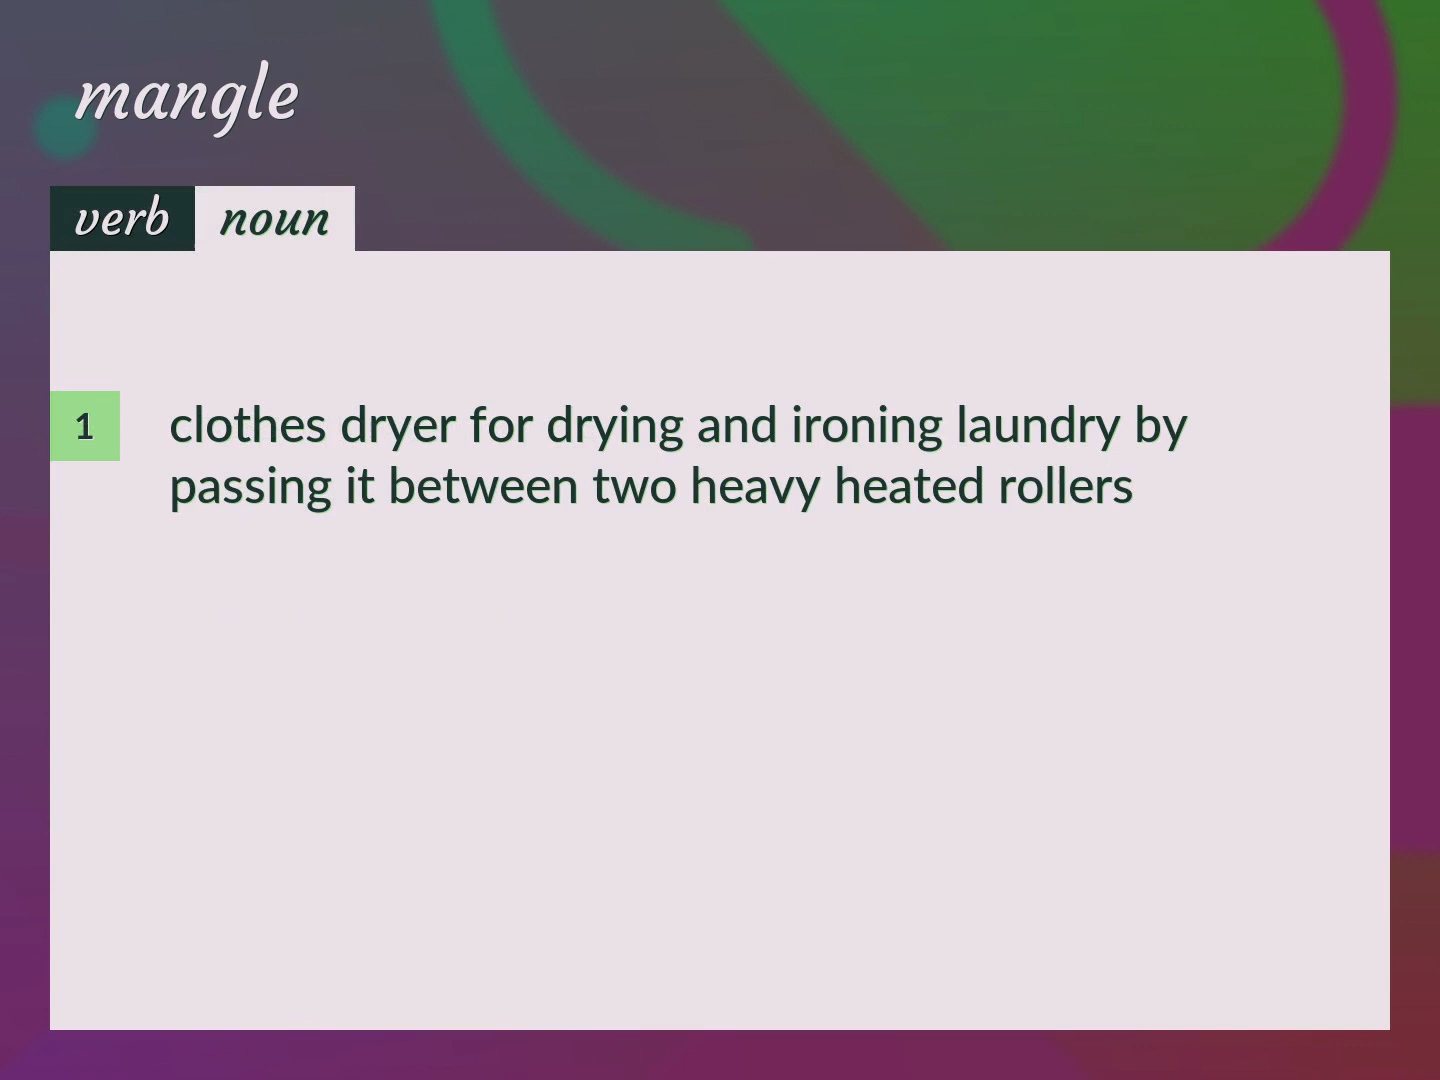 mangle
verb noun
1 clothes dryer for drying and ironing laundry by
passing it between two heavy heated rollers